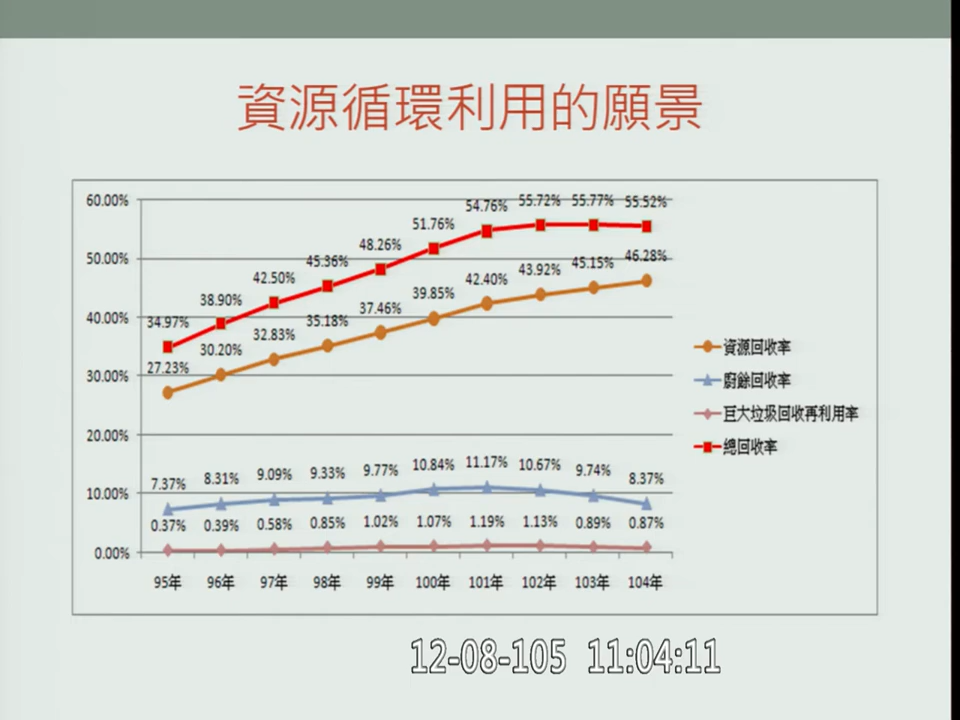 資源循環利用的願景
60.00%
50.00%
40.00%
30.00%
20.00%
10.00%
0.00%
34.97% 38.90% 42.50% 45.36% 48.26% 51.76% 54.76% 55.72% 55.77% 55.52%
27.23% 30.20% 32.83% 35.18% 37.46% 39.85% 42.40% 43.92% 45.15% 46.28%
7.37% 8.31% 9.09% 9.33% 9.77% 10.84% 11.17% 10.67% 9.74% 8.37%
0.37% 0.39% 0.58% 0.85% 1.02% 1.07% 1.19% 1.13% 0.89% 0.87%
95年 96年 97年 98年 99年 100年 101年 102年 103年 104年
資源回收率
廚餘回收率
巨大垃圾回收再利用率
總回收率
12-08-105 11:04:11